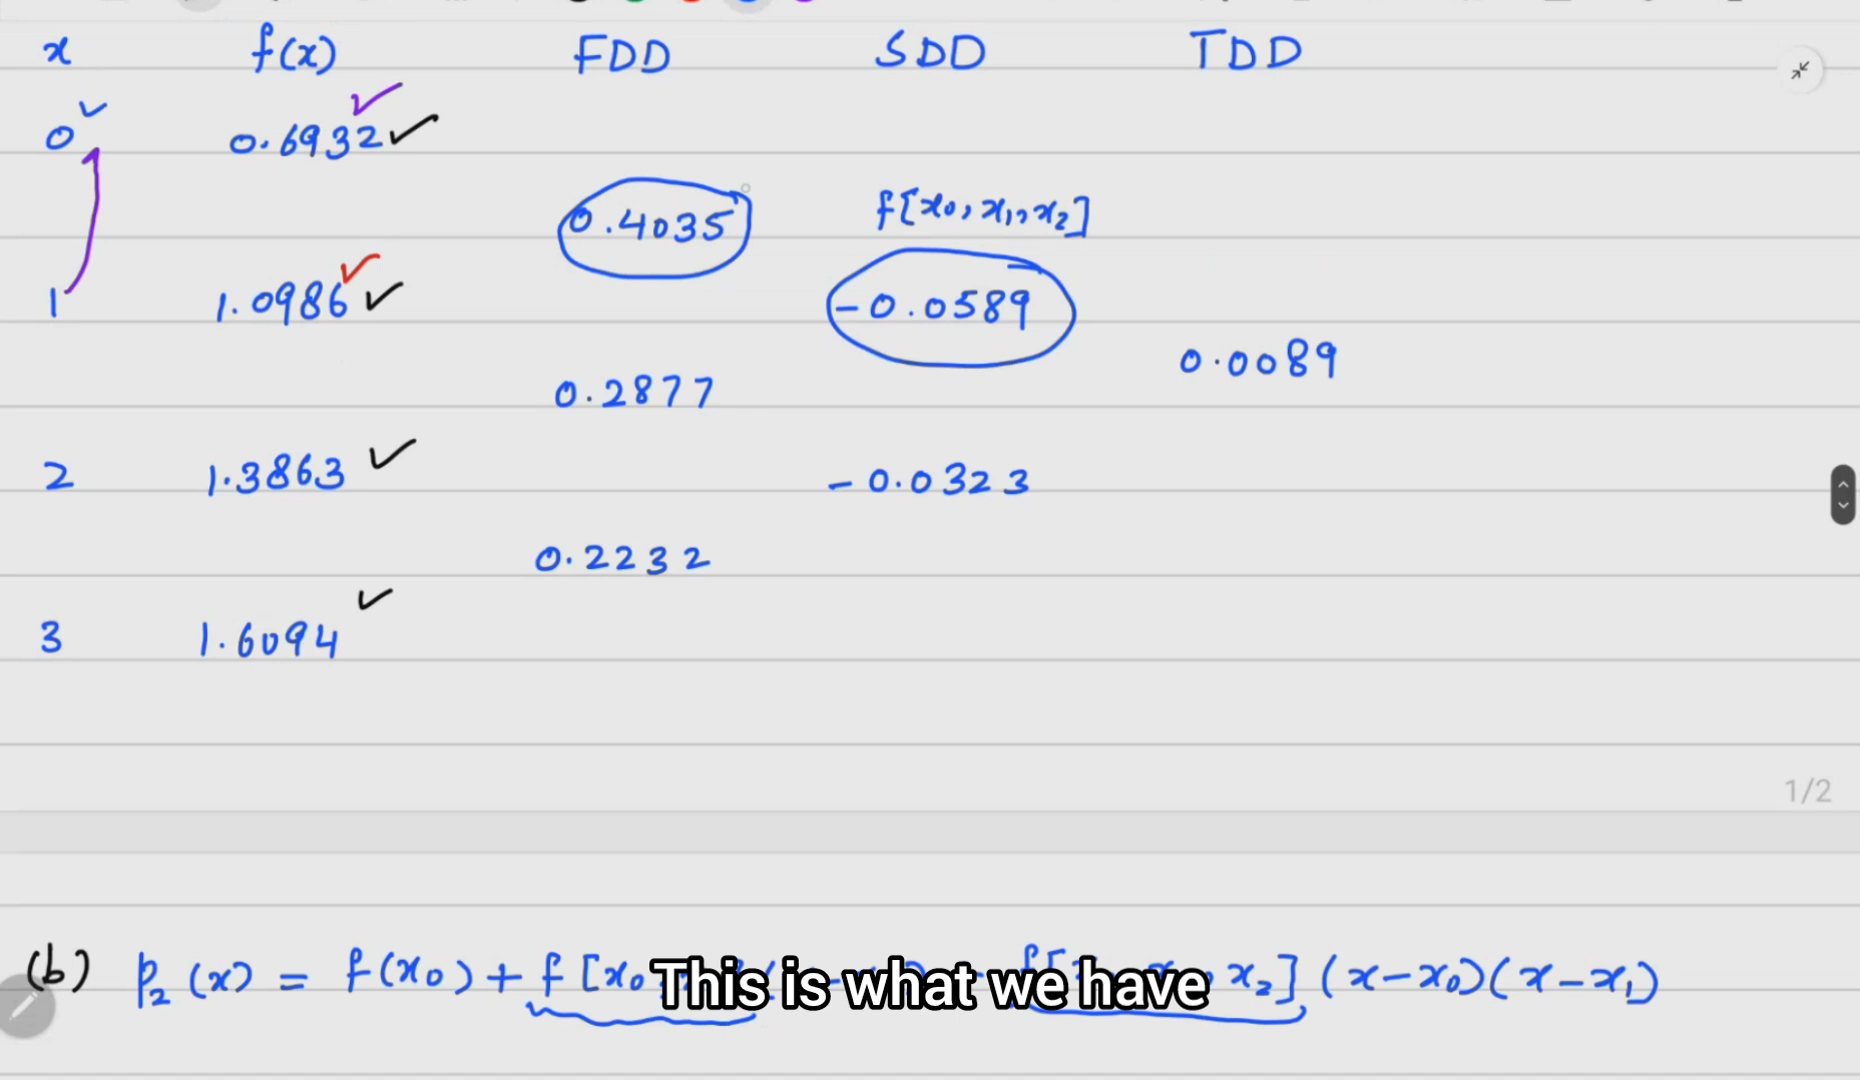 x f(x) FDD SDD TDD
0 0.6932
0.4035 f[x₀, x₁, x₂]
1 1.0986 -0.0589
0.2877 0.0089
2 1.3863 -0.0323
0.2232
3 1.6094
1/2
(b) P₂(x) = f(x₀) + f[x₀ x₂](x-x₀)(x-x₁)
This is what we have